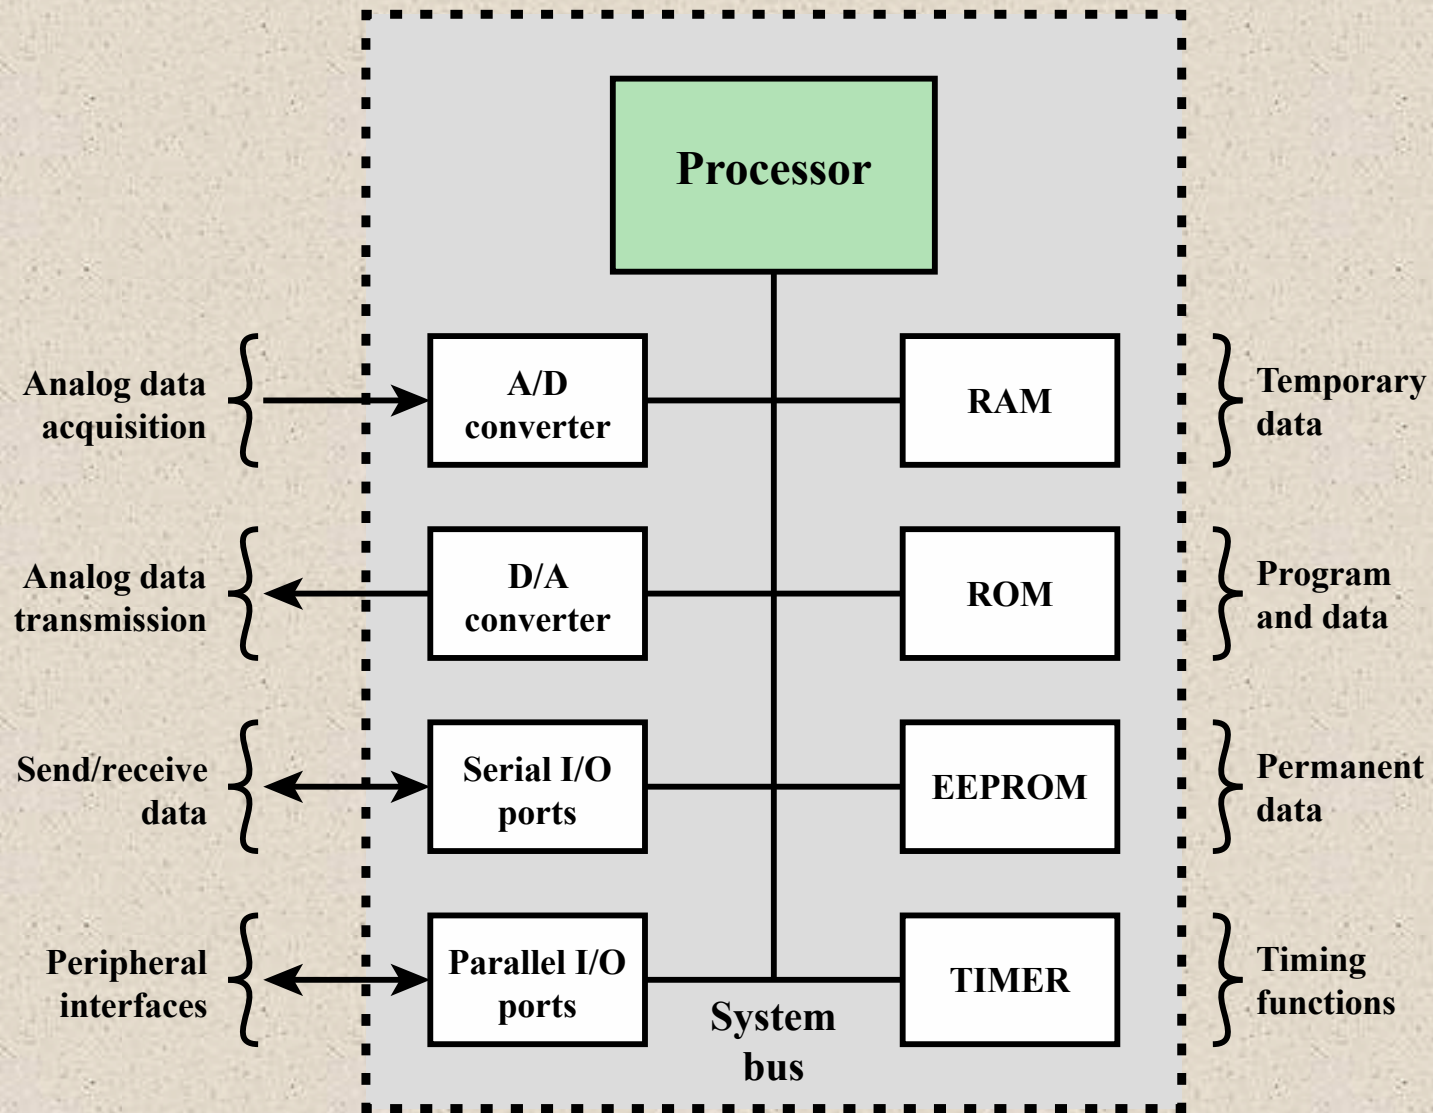 Processor
Analog data
acquisition
A/D
converter
RAM
Temporary
data
Analog data
transmission
D/A
converter
ROM
Program
and data
Send/receive
data
Serial I/O
ports
EEPROM
Permanent
data
Peripheral
interfaces
Parallel I/O
ports
TIMER
Timing
functions
System
bus